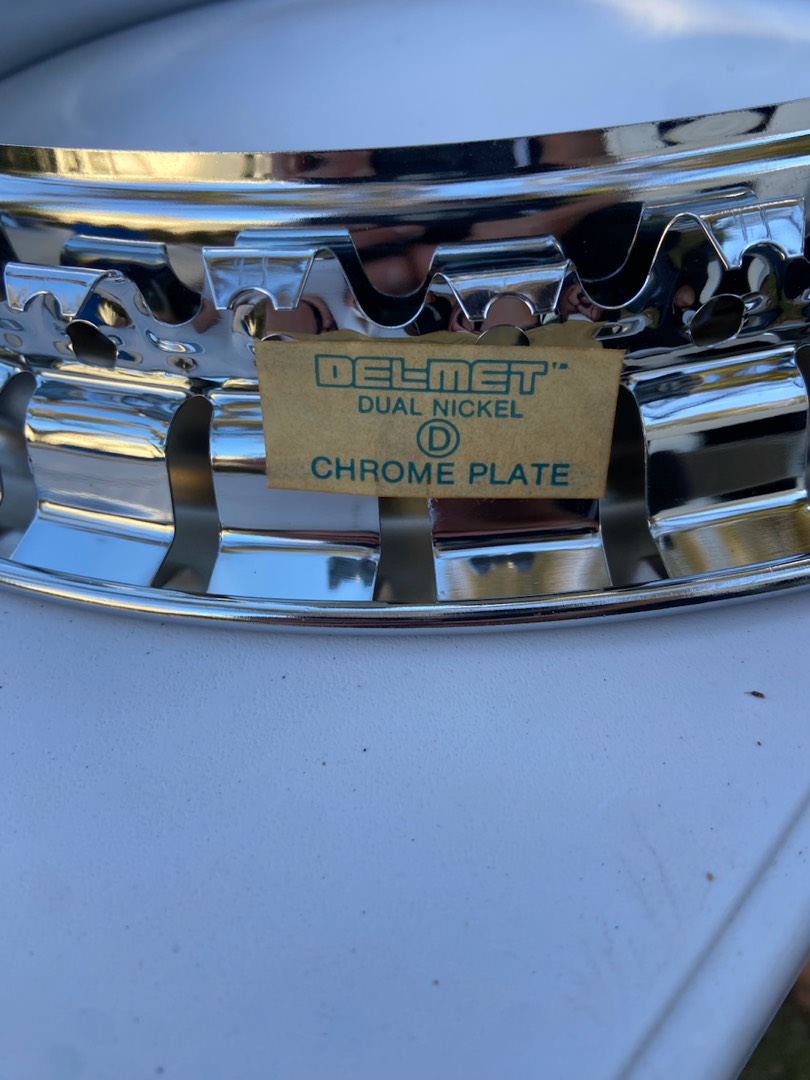 DEL-MET™
DUAL NICKEL
D
CHROME PLATE